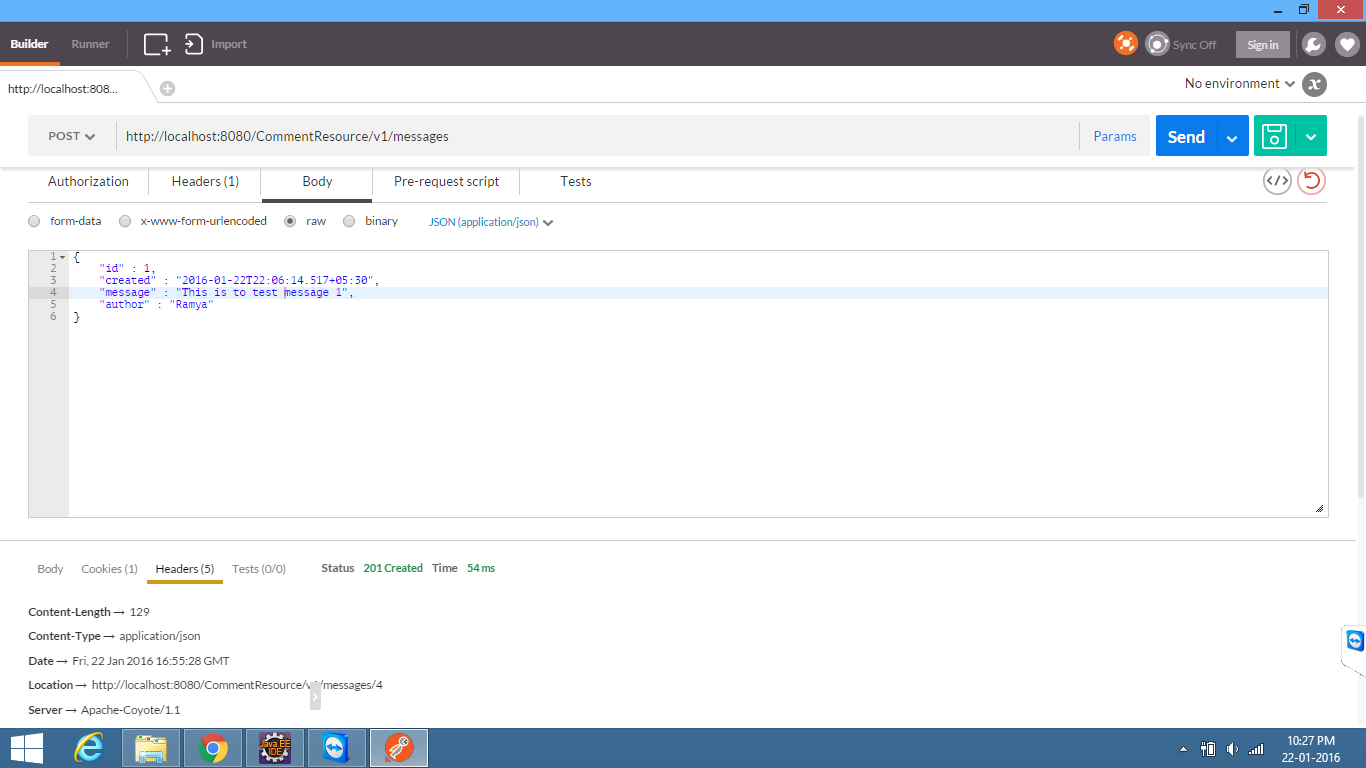 Builder Runner Import Sync Off Sign in
http://localhost:808... No environment
POST http://localhost:8080/CommentResource/v1/messages Params Send
Authorization Headers (1) Body Pre-request script Tests
form-data x-www-form-urlencoded raw binary JSON (application/json)
1 {
2 "id" : 1,
3 "created" : "2016-01-22T22:06:14.517+05:30",
4 "message" : "This is to test message 1",
5 "author" : "Ramya"
6 }
Body Cookies (1) Headers (5) Tests (0/0) Status 201 Created Time 54 ms
Content-Length → 129
Content-Type → application/json
Date → Fri, 22 Jan 2016 16:55:28 GMT
Location → http://localhost:8080/CommentResource/v1/messages/4
Server → Apache-Coyote/1.1
Java EE
IDE
10:27 PM
22-01-2016